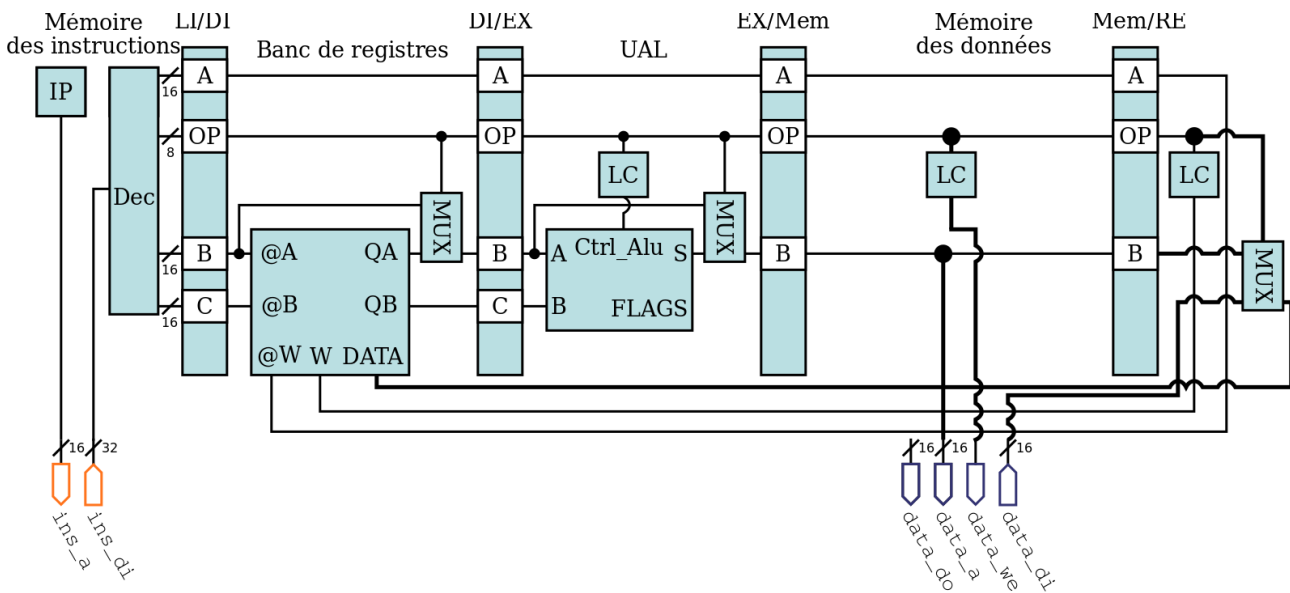 Mémoire
des instructions
LI/DI
Banc de registres
DI/EX
UAL
EX/Mem
Mémoire
des données
Mem/RE
IP
Dec
16
8
16
16
A
OP
B
C
@A
QA
@B
QB
@W
W
DATA
MUX
A
OP
B
C
LC
MUX
A
Ctrl_Alu
S
B
FLAGS
A
OP
B
LC
A
OP
B
LC
MUX
16
32
16
16
16
ins_a
ins_di
data_do
data_a
data_we
data_di